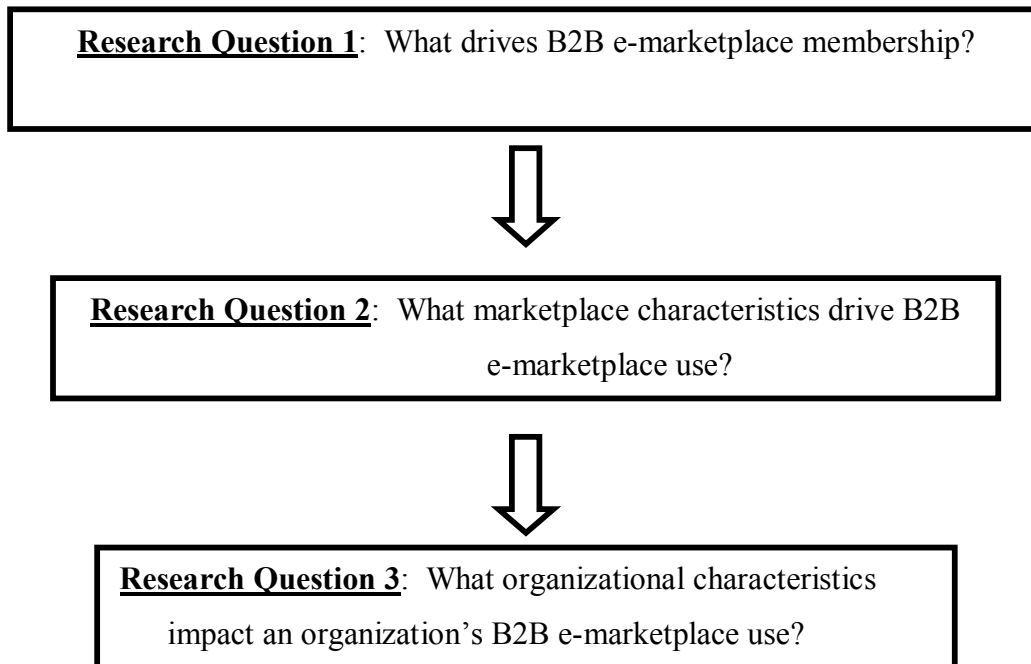 Research Question 1:  What drives B2B e-marketplace membership?
Research Question 2:  What marketplace characteristics drive B2B
e-marketplace use?
Research Question 3:  What organizational characteristics
impact an organization’s B2B e-marketplace use?